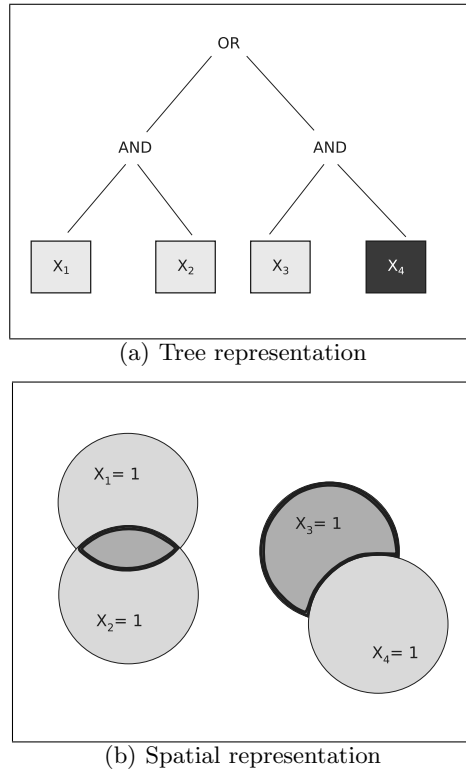 OR
AND AND
X₁ X₂ X₃ X₄
(a) Tree representation
X₁= 1
X₃= 1
X₂= 1
X₄= 1
(b) Spatial representation